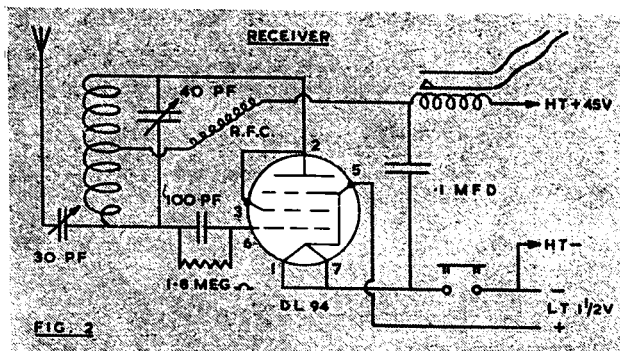 RECEIVER
40 PF
R.F.C.
HT+45V
2
5
100 PF
·1 MFD
3
6
30 PF
1
7
HT-
1·8 MEG Ω
DL 94
-
LT 1½V
+
FIG. 2